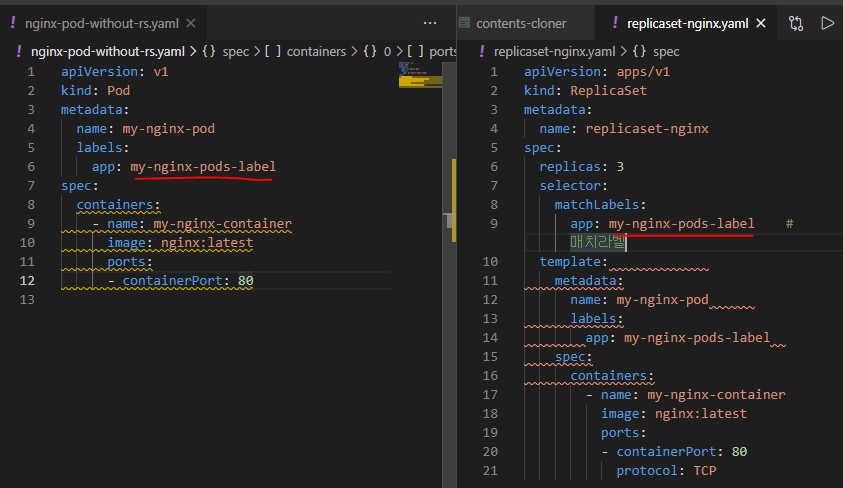 nginx-pod-without-rs.yaml
nginx-pod-without-rs.yaml > {} spec > [ ] containers > {} 0 > [ ] ports
1 apiVersion: v1
2 kind: Pod
3 metadata:
4 name: my-nginx-pod
5 labels:
6 app: my-nginx-pods-label
7 spec:
8 containers:
9 - name: my-nginx-container
10 image: nginx:latest
11 ports:
12 - containerPort: 80
13
contents-cloner
replicaset-nginx.yaml
replicaset-nginx.yaml > {} spec
1 apiVersion: apps/v1
2 kind: ReplicaSet
3 metadata:
4 name: replicaset-nginx
5 spec:
6 replicas: 3
7 selector:
8 matchLabels:
9 app: my-nginx-pods-label #
매치라벨
10 template:
11 metadata:
12 name: my-nginx-pod
13 labels:
14 app: my-nginx-pods-label
15 spec:
16 containers:
17 - name: my-nginx-container
18 image: nginx:latest
19 ports:
20 - containerPort: 80
21 protocol: TCP